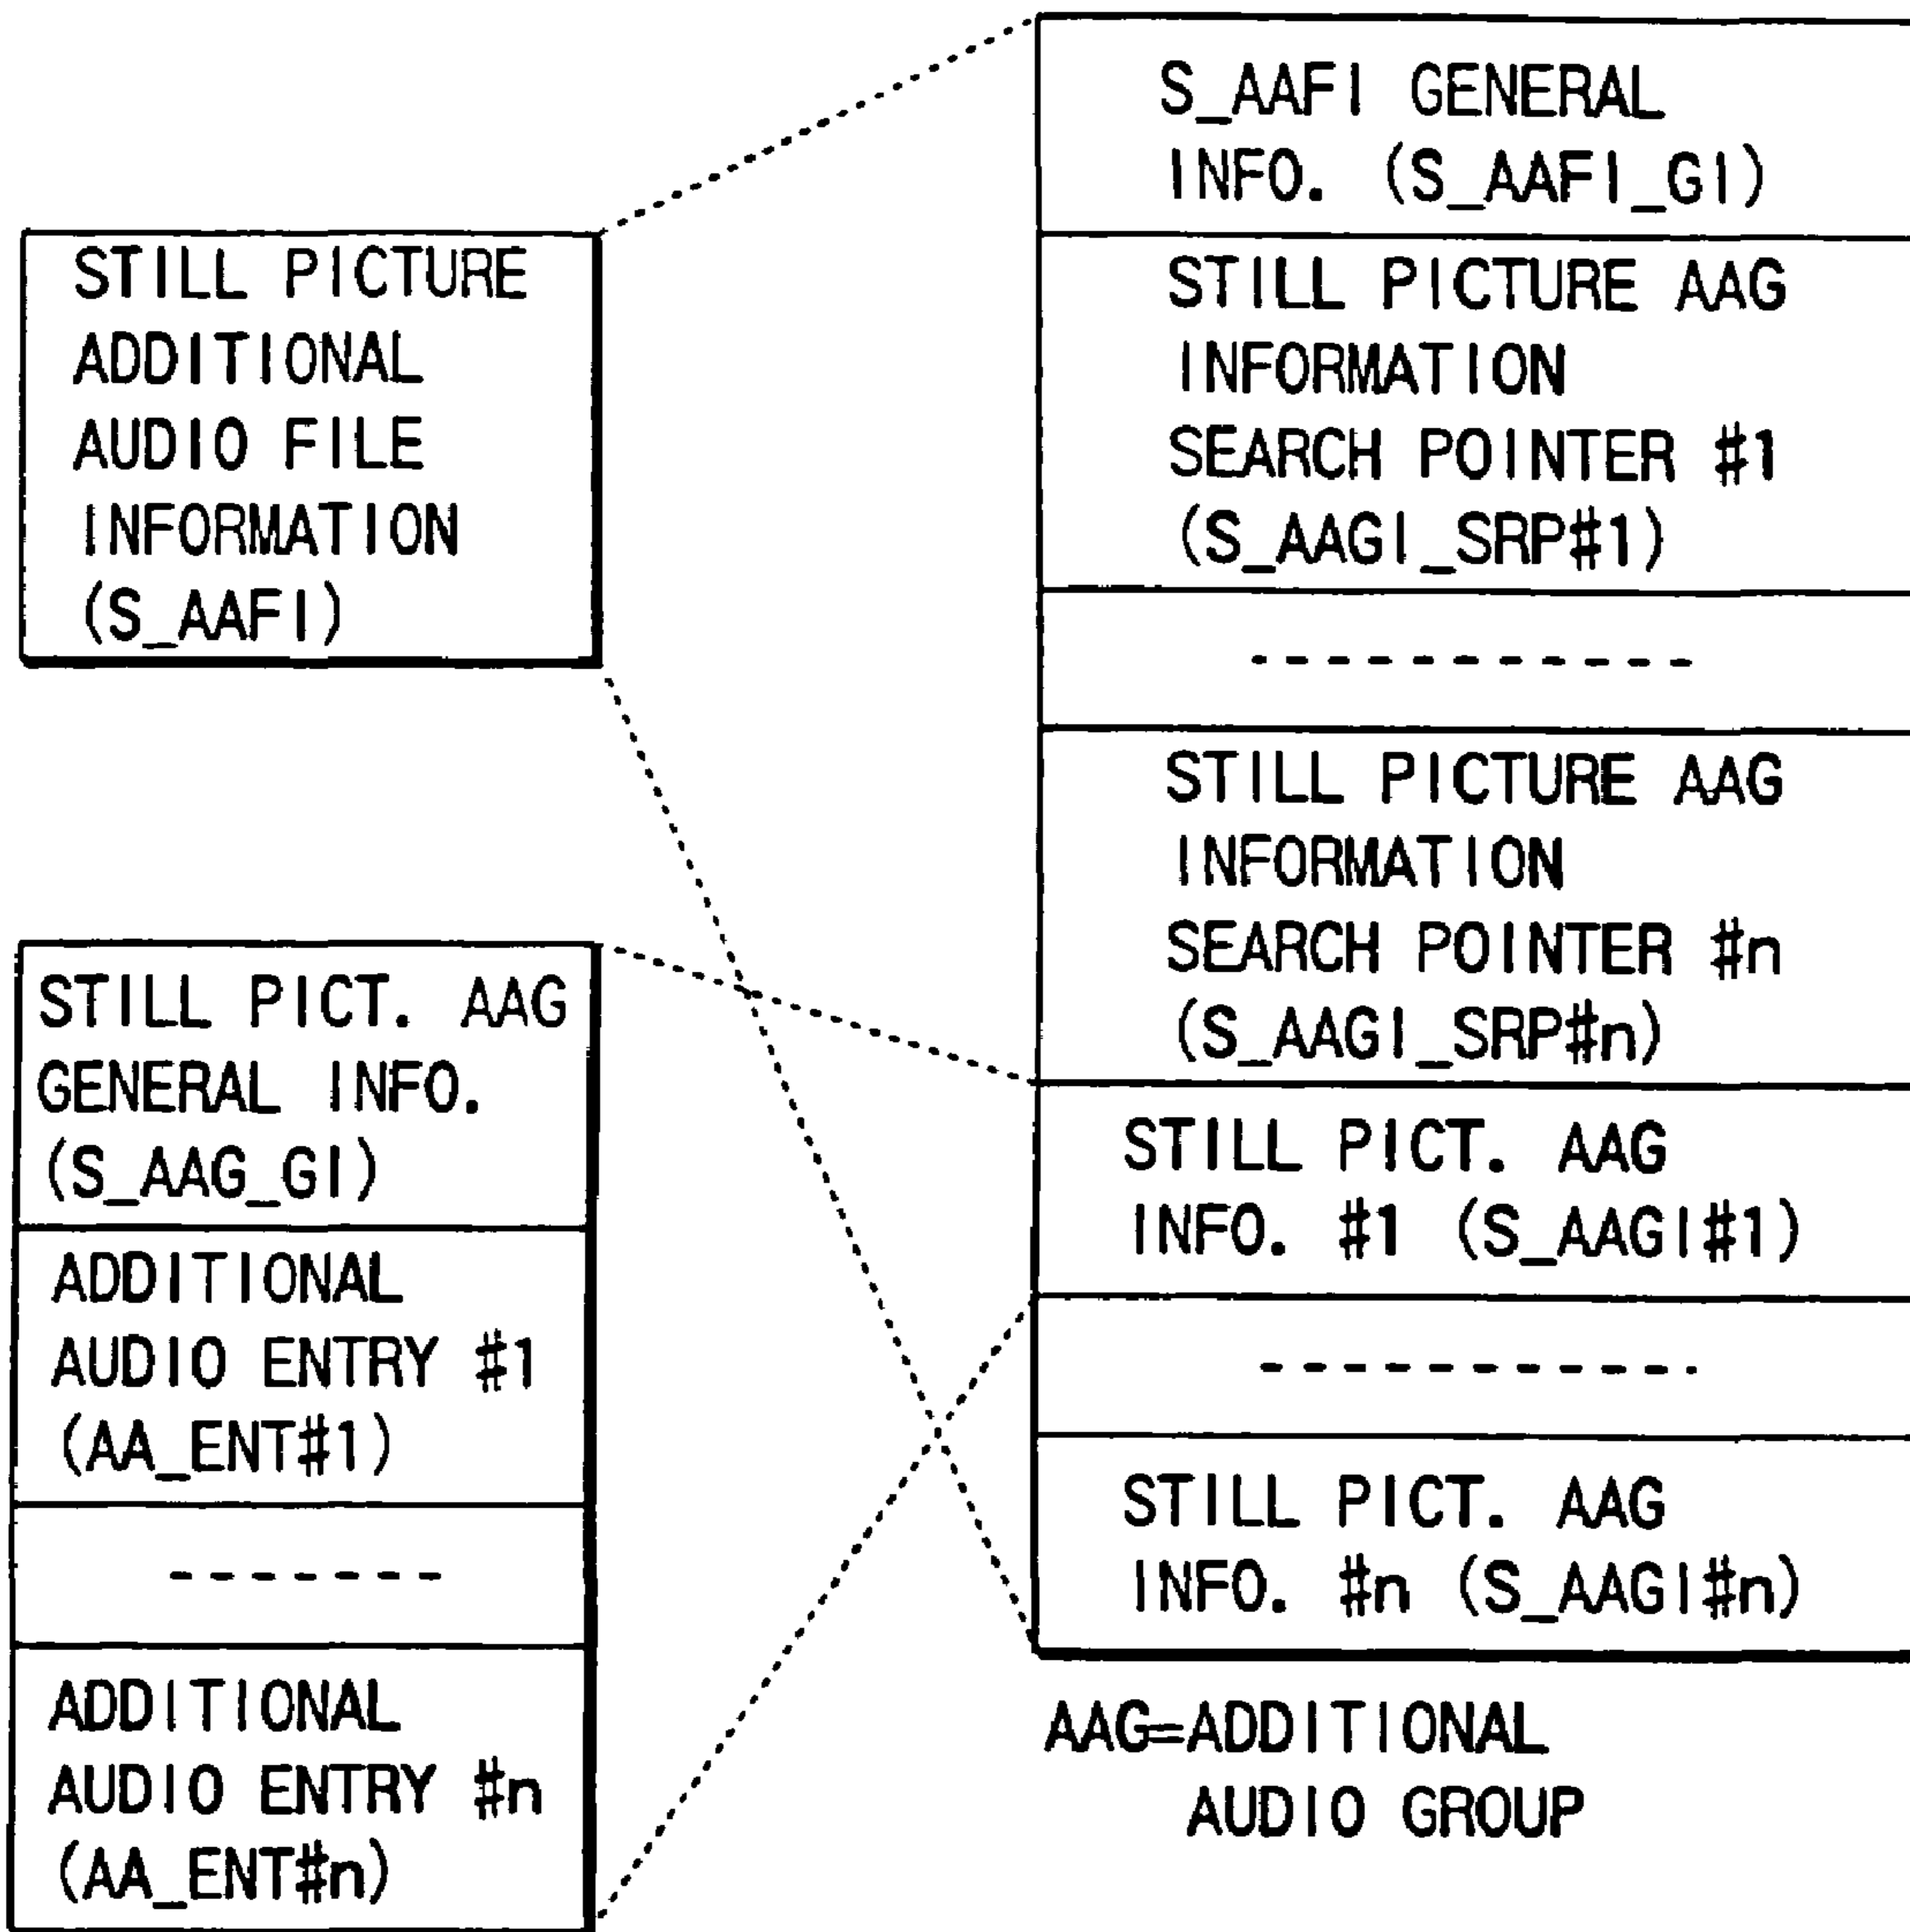 STILL PICTURE
ADDITIONAL
AUDIO FILE
INFORMATION
(S_AAFI)
STILL PICT. AAG
GENERAL INFO.
(S_AAG_GI)
ADDITIONAL
AUDIO ENTRY #1
(AA_ENT#1)
-------
ADDITIONAL
AUDIO ENTRY #n
(AA_ENT#n)
S_AAFI GENERAL
INFO. (S_AAFI_GI)
STILL PICTURE AAG
INFORMATION
SEARCH POINTER #1
(S_AAGI_SRP#1)
------------
STILL PICTURE AAG
INFORMATION
SEARCH POINTER #n
(S_AAGI_SRP#n)
STILL PICT. AAG
INFO. #1 (S_AAGI#1)
------------
STILL PICT. AAG
INFO. #n (S_AAGI#n)
AAG=ADDITIONAL
AUDIO GROUP